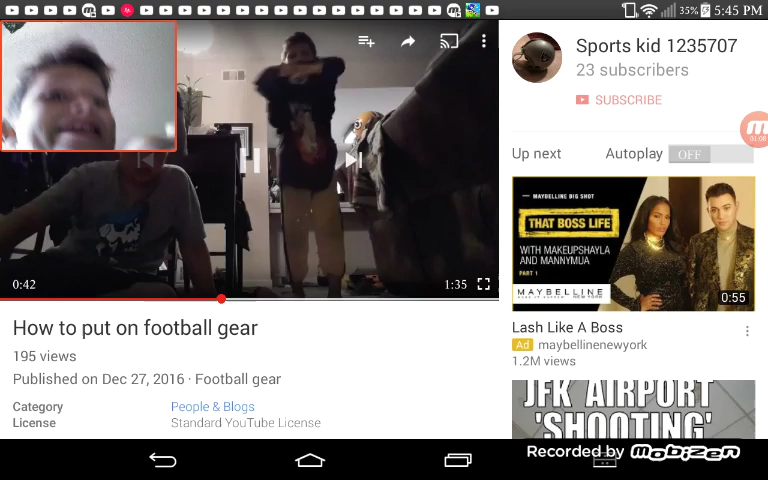 35% 5:45 PM
0:42
1:35
How to put on football gear
195 views
Published on Dec 27, 2016 · Football gear
Category People & Blogs
License Standard YouTube License
Sports kid 1235707
23 subscribers
SUBSCRIBE
01:08
Up next Autoplay OFF
MAYBELLINE BIG SHOT
THAT BOSS LIFE
WITH MAKEUPSHAYLA
AND MANNYMUA
PART 1
MAYBELLINE
NEW YORK
0:55
Lash Like A Boss
Ad maybellinenewyork
1.2M views
JFK AIRPORT
'SHOOTING'
Recorded by mobizen